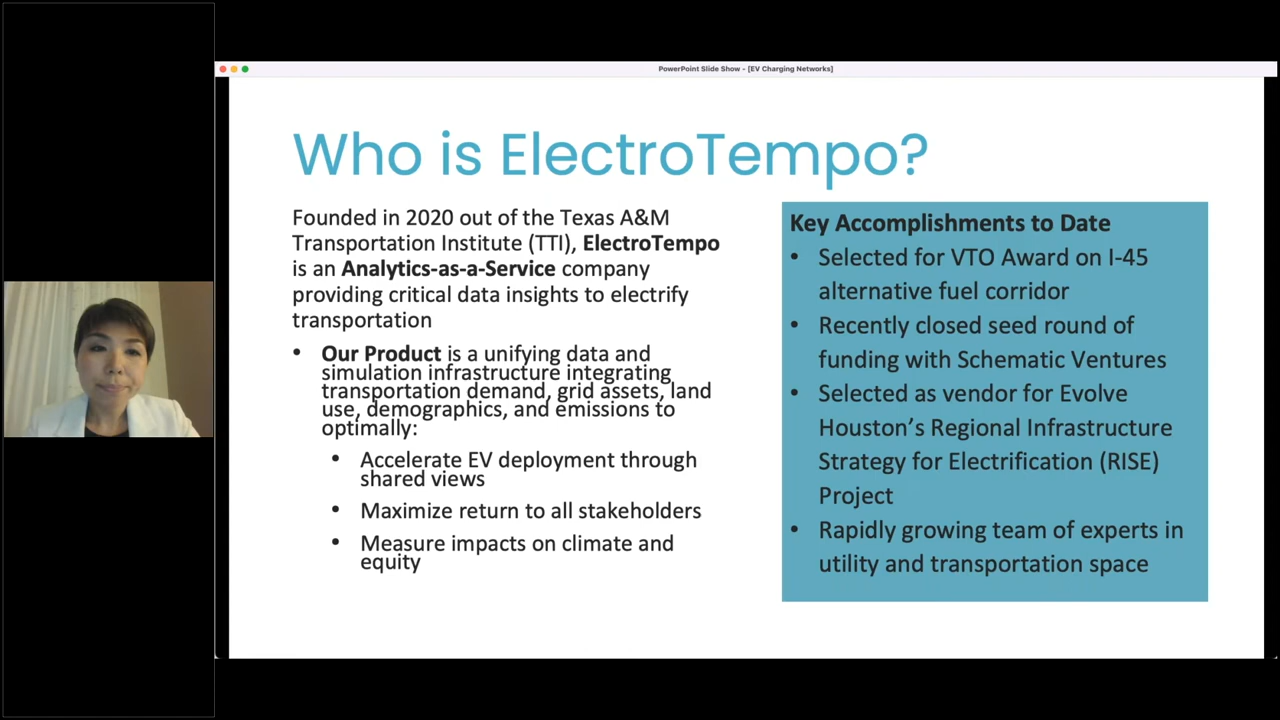 PowerPoint Slide Show - [EV Charging Networks]
Who is ElectroTempo?
Founded in 2020 out of the Texas A&M
Transportation Institute (TTI), ElectroTempo
is an Analytics-as-a-Service company
providing critical data insights to electrify
transportation
• Our Product is a unifying data and
simulation infrastructure integrating
transportation demand, grid assets, land
use, demographics, and emissions to
optimally:
• Accelerate EV deployment through
shared views
• Maximize return to all stakeholders
• Measure impacts on climate and
equity
Key Accomplishments to Date
• Selected for VTO Award on I-45
alternative fuel corridor
• Recently closed seed round of
funding with Schematic Ventures
• Selected as vendor for Evolve
Houston’s Regional Infrastructure
Strategy for Electrification (RISE)
Project
• Rapidly growing team of experts in
utility and transportation space